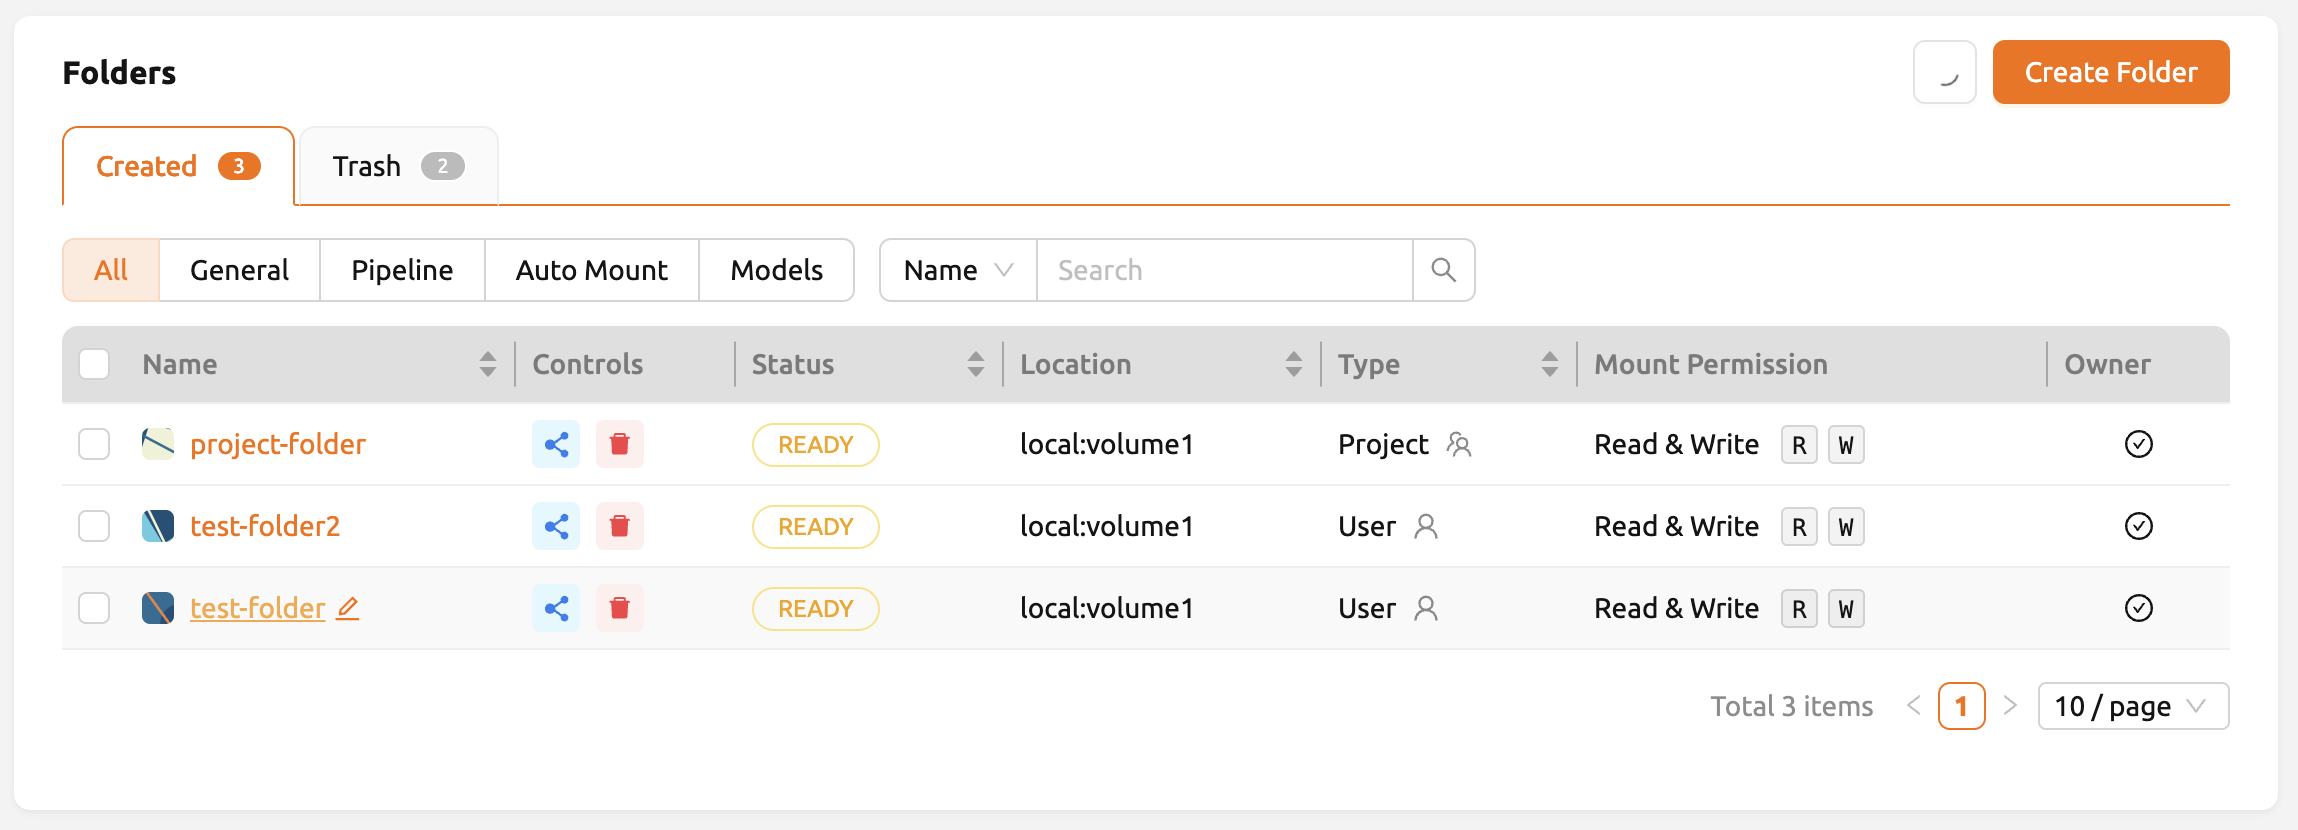 Folders
Create Folder
Created 3 Trash 2
All General Pipeline Auto Mount Models Name Search
Name Controls Status Location Type Mount Permission Owner
project-folder READY local:volume1 Project Read & Write R W
test-folder2 READY local:volume1 User Read & Write R W
test-folder READY local:volume1 User Read & Write R W
Total 3 items < 1 > 10 / page